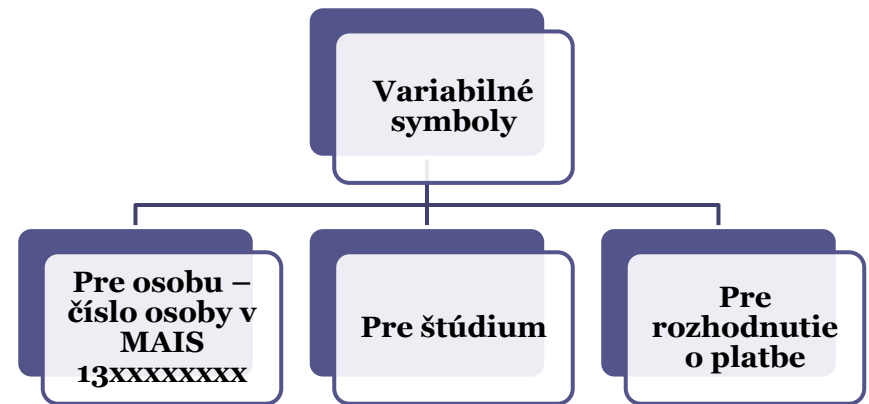 Variabilné
symboly
Pre osobu –
číslo osoby v
MAIS
13xxxxxxxx
Pre štúdium
Pre
rozhodnutie
o platbe